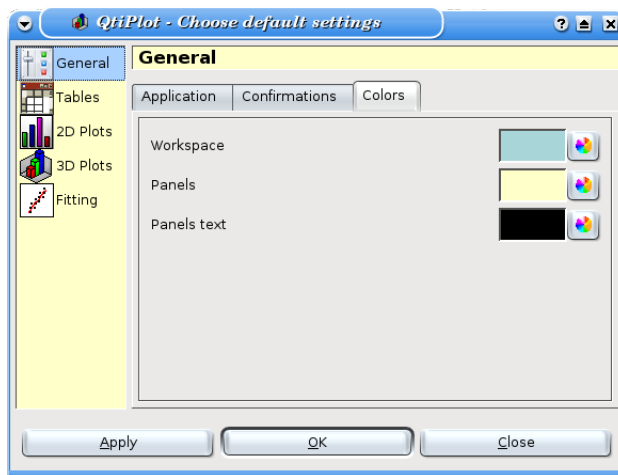 QtiPlot - Choose default settings
?
General
Tables
2D Plots
3D Plots
Fitting
General
Application
Confirmations
Colors
Workspace
Panels
Panels text
Apply
OK
Close